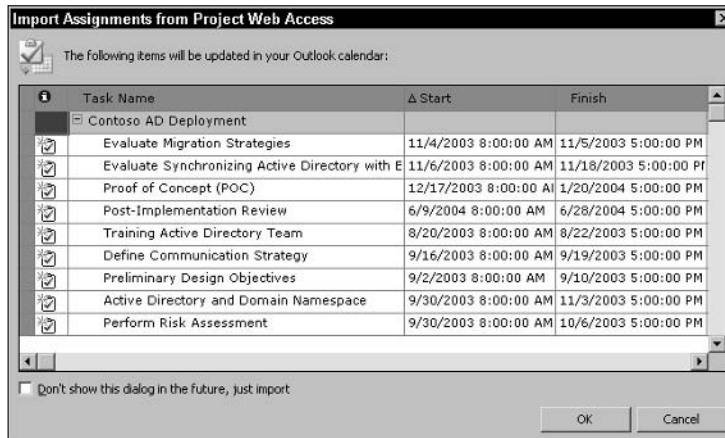 Import Assignments from Project Web Access
The following items will be updated in your Outlook calendar:
Task Name Δ Start Finish
Contoso AD Deployment
Evaluate Migration Strategies 11/4/2003 8:00:00 AM 11/5/2003 5:00:00 PM
Evaluate Synchronizing Active Directory with E 11/6/2003 8:00:00 AM 11/18/2003 5:00:00 PM
Proof of Concept (POC) 12/17/2003 8:00:00 AM 1/20/2004 5:00:00 PM
Post-Implementation Review 6/9/2004 8:00:00 AM 6/28/2004 5:00:00 PM
Training Active Directory Team 8/20/2003 8:00:00 AM 8/22/2003 5:00:00 PM
Define Communication Strategy 9/16/2003 8:00:00 AM 9/19/2003 5:00:00 PM
Preliminary Design Objectives 9/2/2003 8:00:00 AM 9/10/2003 5:00:00 PM
Active Directory and Domain Namespace 9/30/2003 8:00:00 AM 11/3/2003 5:00:00 PM
Perform Risk Assessment 9/30/2003 8:00:00 AM 10/6/2003 5:00:00 PM
Don't show this dialog in the future, just import
OK Cancel